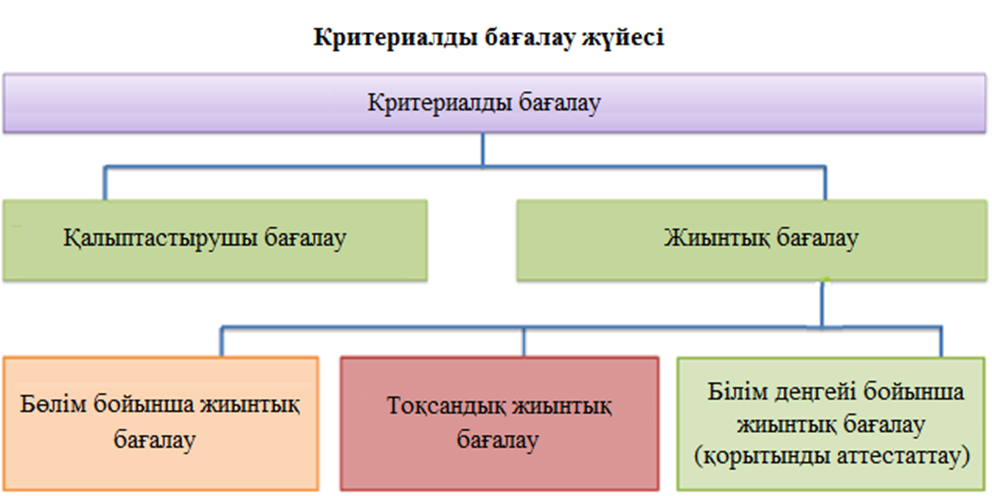 Критериалды бағалау жүйесі
Критериалды бағалау
Қалыптастырушы бағалау
Жиынтық бағалау
Бөлім бойынша жиынтық
бағалау
Тоқсандық жиынтық
бағалау
Білім деңгейі бойынша
жиынтық бағалау
(қорытынды аттестаттау)